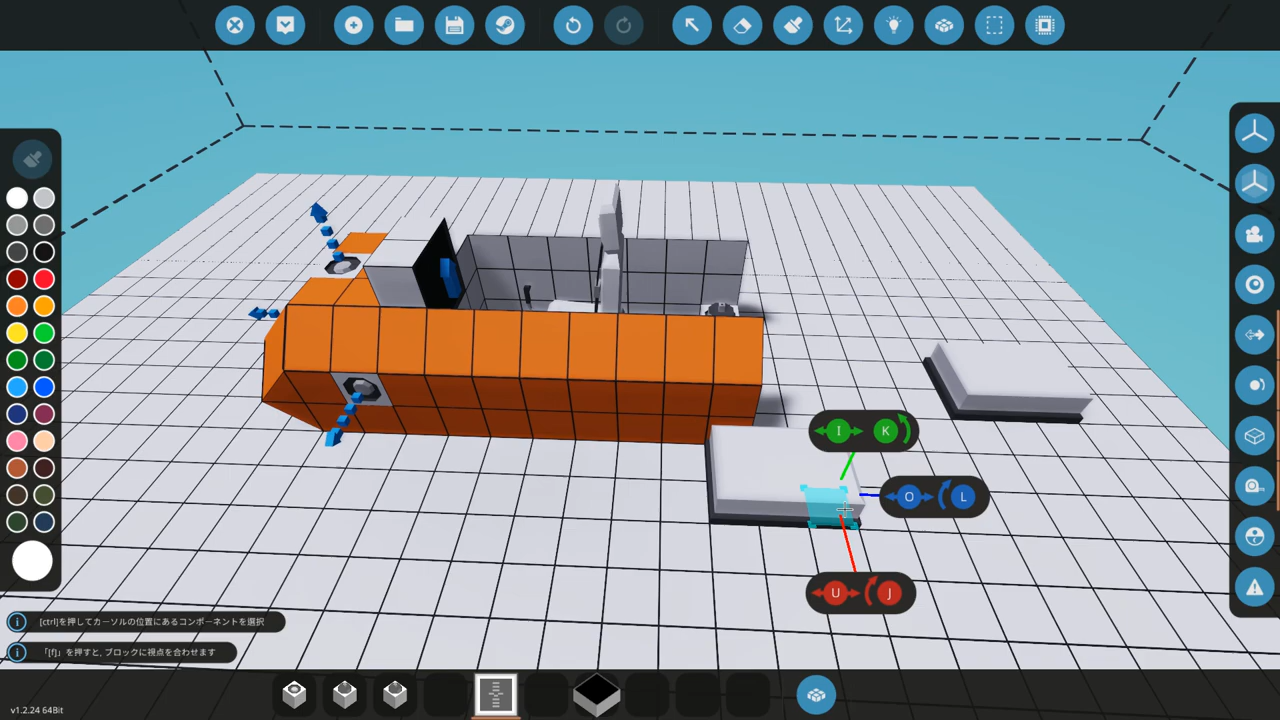 I K
O L
U J
[ctrl]を押してカーソルの位置にあるコンポーネントを選択
「[f]」を押すと、ブロックに視点を合わせます
v1.2.24 64Bit